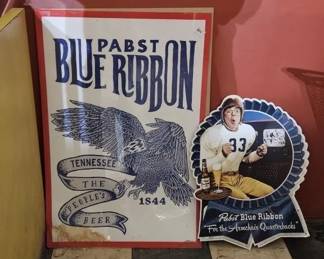 PABST
BLUE RIBBON
TENNESSEE
THE
PEOPLE'S
BEER
1844
33
Pabst Blue Ribbon
"For the Armchair Quarterbacks"